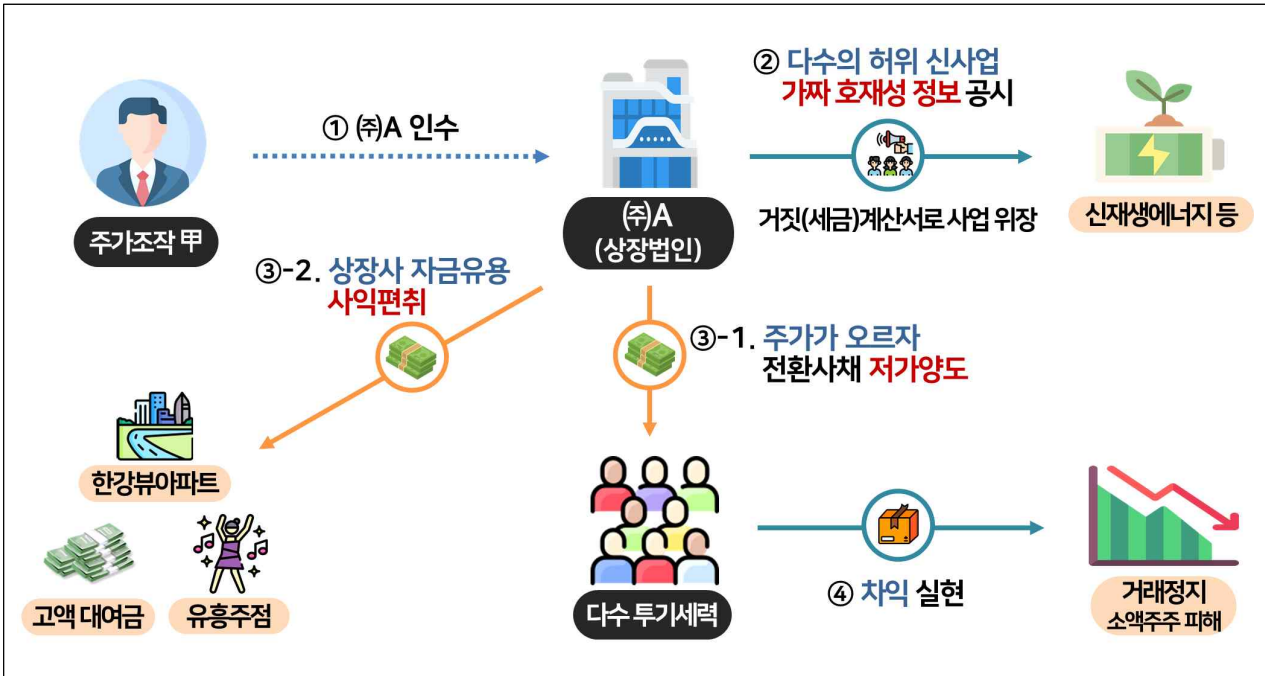 ① ㈜A 인수
② 다수의 허위 신사업
가짜 호재성 정보 공시
거짓(세금)계산서로 사업 위장
주가조작 甲
㈜A
(상장법인)
신재생에너지 등
③-2. 상장사 자금유용
사익편취
③-1. 주가가 오르자
전환사채 저가양도
한강뷰아파트
고액 대여금
유흥주점
다수 투기세력
④ 차익 실현
거래정지
소액주주 피해